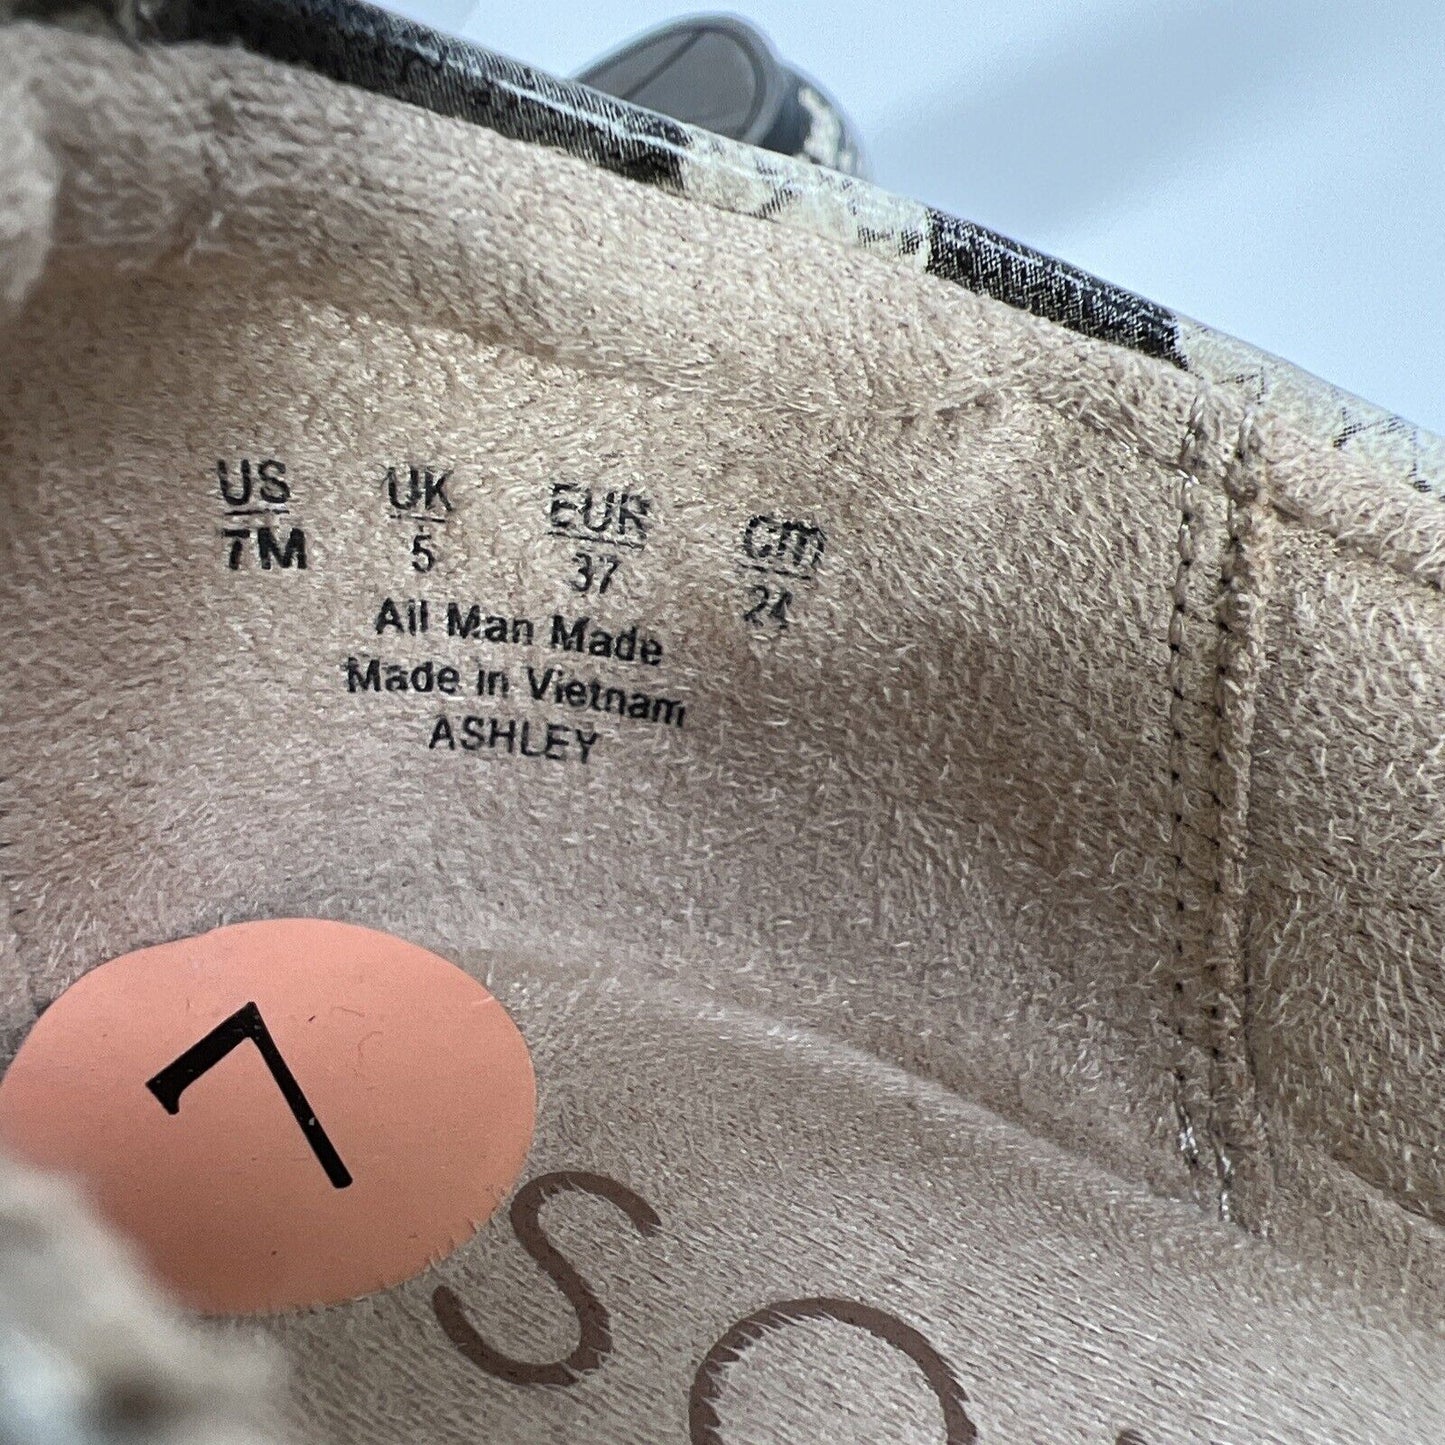 US UK EUR cm
7M 5 37 24
All Man Made
Made in Vietnam
ASHLEY
7
SO